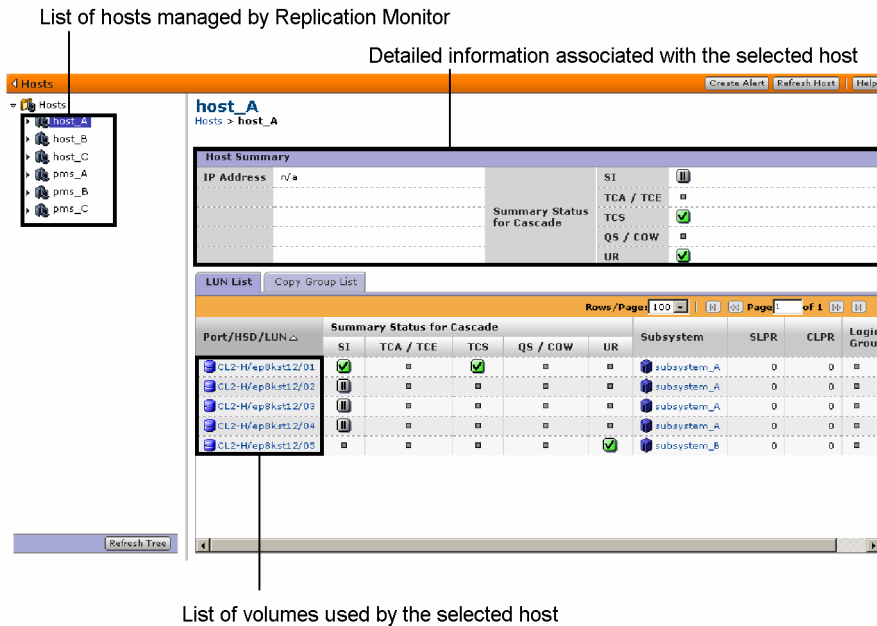 List of hosts managed by Replication Monitor
Detailed information associated with the selected host
Hosts
Create Alert Refresh Host Help
Hosts
host_A
host_B
host_C
pms_A
pms_B
pms_C
Refresh Tree
host_A
Hosts > host_A
Host Summary
IP Address n/a
Summary Status for Cascade
SI
TCA / TCE
TCS
QS / COW
UR
LUN List Copy Group List
Rows/Page: 100 Page 1 of 1
Port/HSD/LUN Summary Status for Cascade Subsystem SLPR CLPR
SI TCA / TCE TCS QS / COW UR
CL2-H/ep8kst12/01 subsystem_A 0 0
CL2-H/ep8kst12/02 subsystem_A 0 0
CL2-H/ep8kst12/03 subsystem_A 0 0
CL2-H/ep8kst12/04 subsystem_A 0 0
CL2-H/ep8kst12/05 subsystem_B 0 0
List of volumes used by the selected host